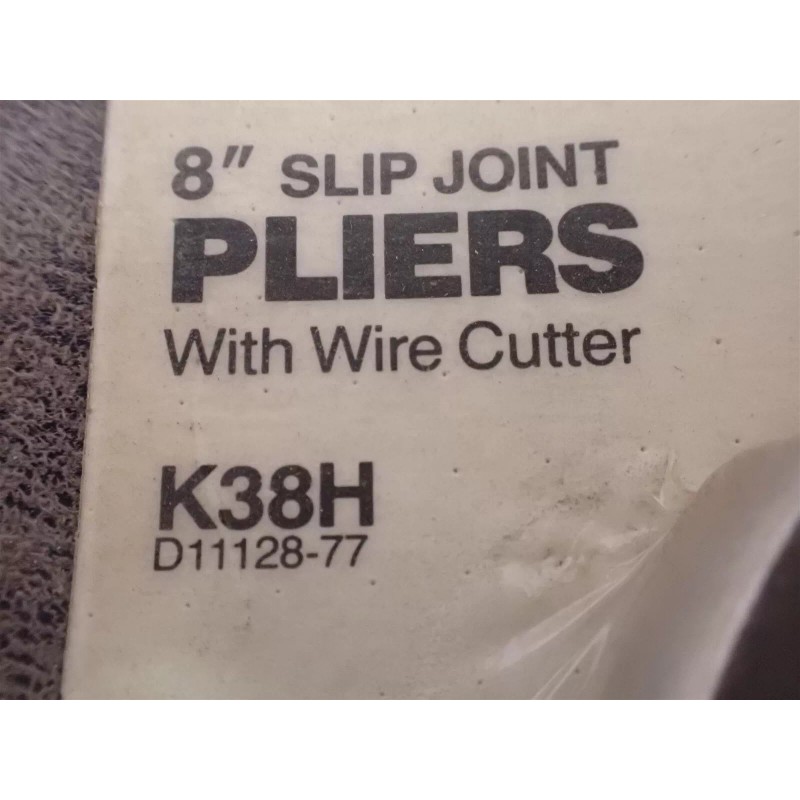 8" SLIP JOINT
PLIERS
With Wire Cutter
K38H
D11128-77